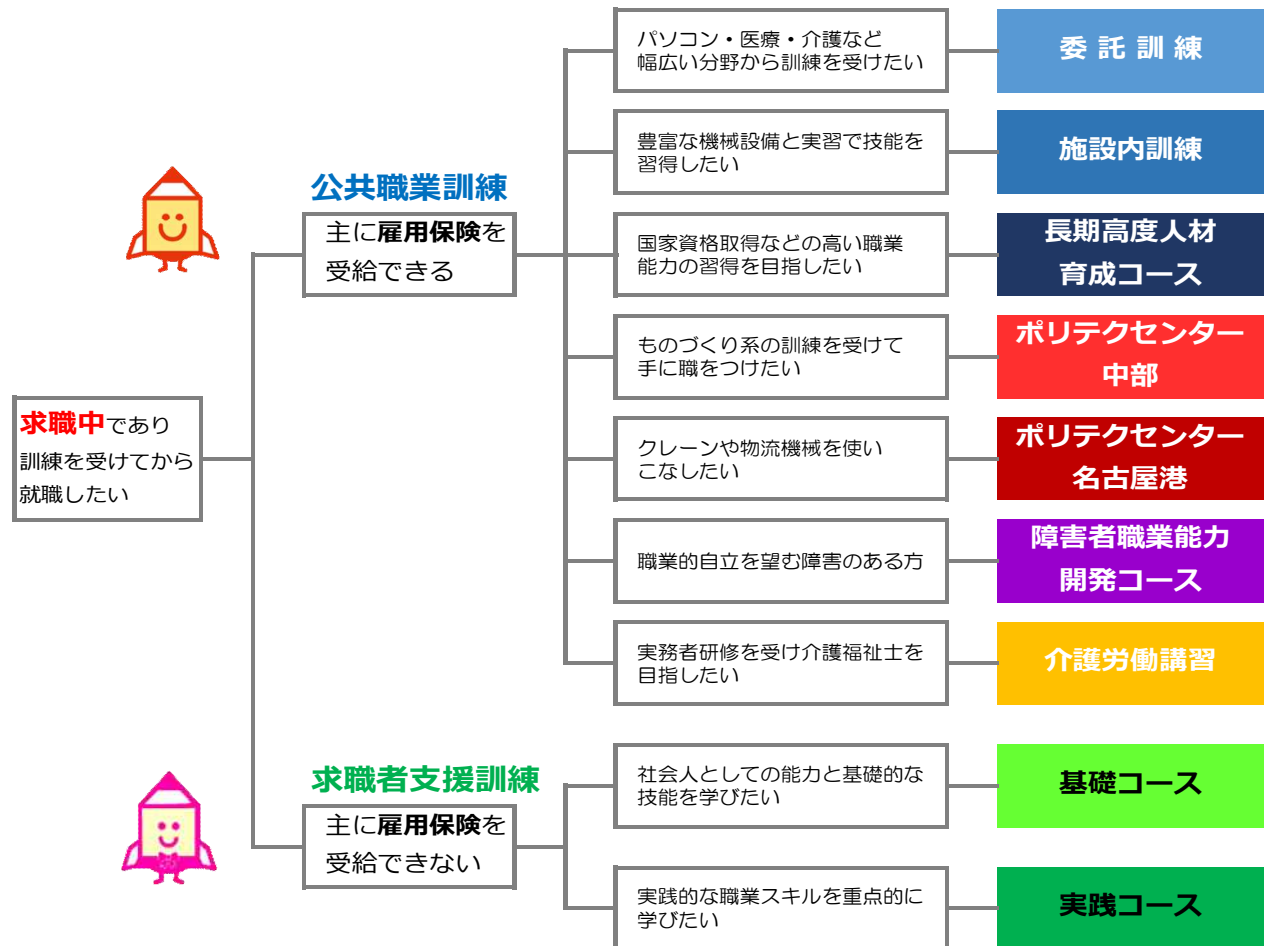 求職中であり
訓練を受けてから
就職したい
公共職業訓練
主に雇用保険を
受給できる
パソコン・医療・介護など
幅広い分野から訓練を受けたい
委託訓練
豊富な機械設備と実習で技能を
習得したい
施設内訓練
国家資格取得などの高い職業
能力の習得を目指したい
長期高度人材
育成コース
ものづくり系の訓練を受けて
手に職をつけたい
ポリテクセンター
中部
クレーンや物流機械を使い
こなしたい
ポリテクセンター
名古屋港
職業的自立を望む障害のある方
障害者職業能力
開発コース
実務者研修を受け介護福祉士を
目指したい
介護労働講習
求職者支援訓練
主に雇用保険を
受給できない
社会人としての能力と基礎的な
技能を学びたい
基礎コース
実践的な職業スキルを重点的に
学びたい
実践コース